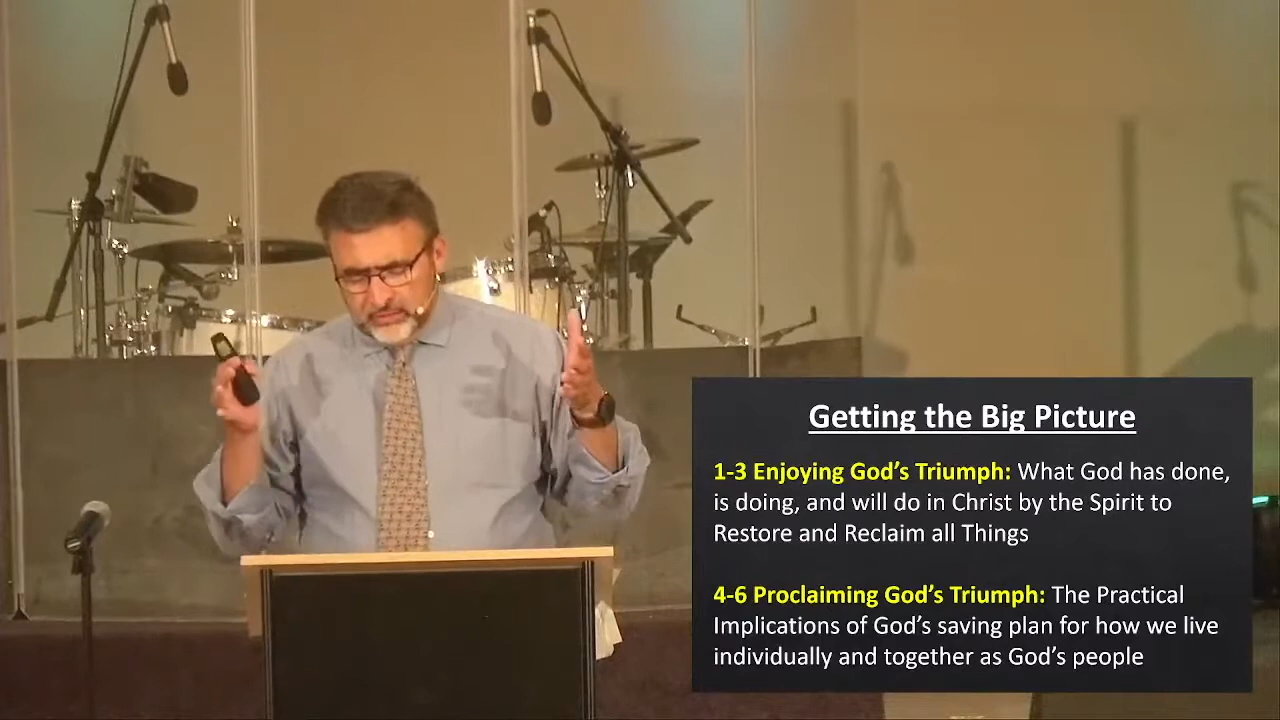 Getting the Big Picture
1-3 Enjoying God's Triumph: What God has done,
is doing, and will do in Christ by the Spirit to
Restore and Reclaim all Things
4-6 Proclaiming God's Triumph: The Practical
Implications of God's saving plan for how we live
individually and together as God's people